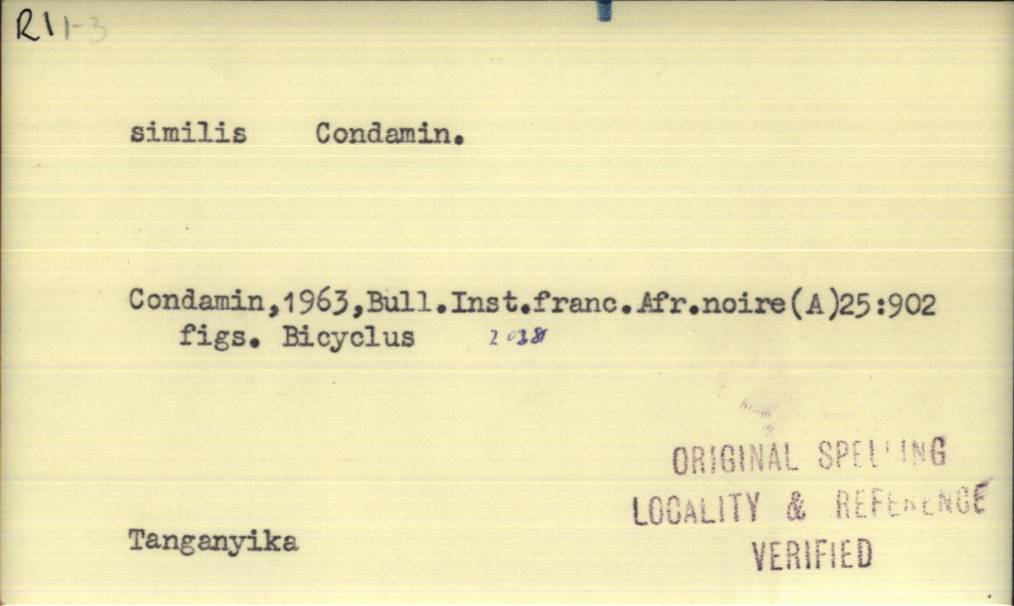 R11-3
similis Condamin.
Condamin,1963,Bull.Inst.franc.Afr.noire(A)25:902
figs. Bicyclus
ORIGINAL SPELLING
LOCALITY & REFERENCE
VERIFIED
Tanganyika